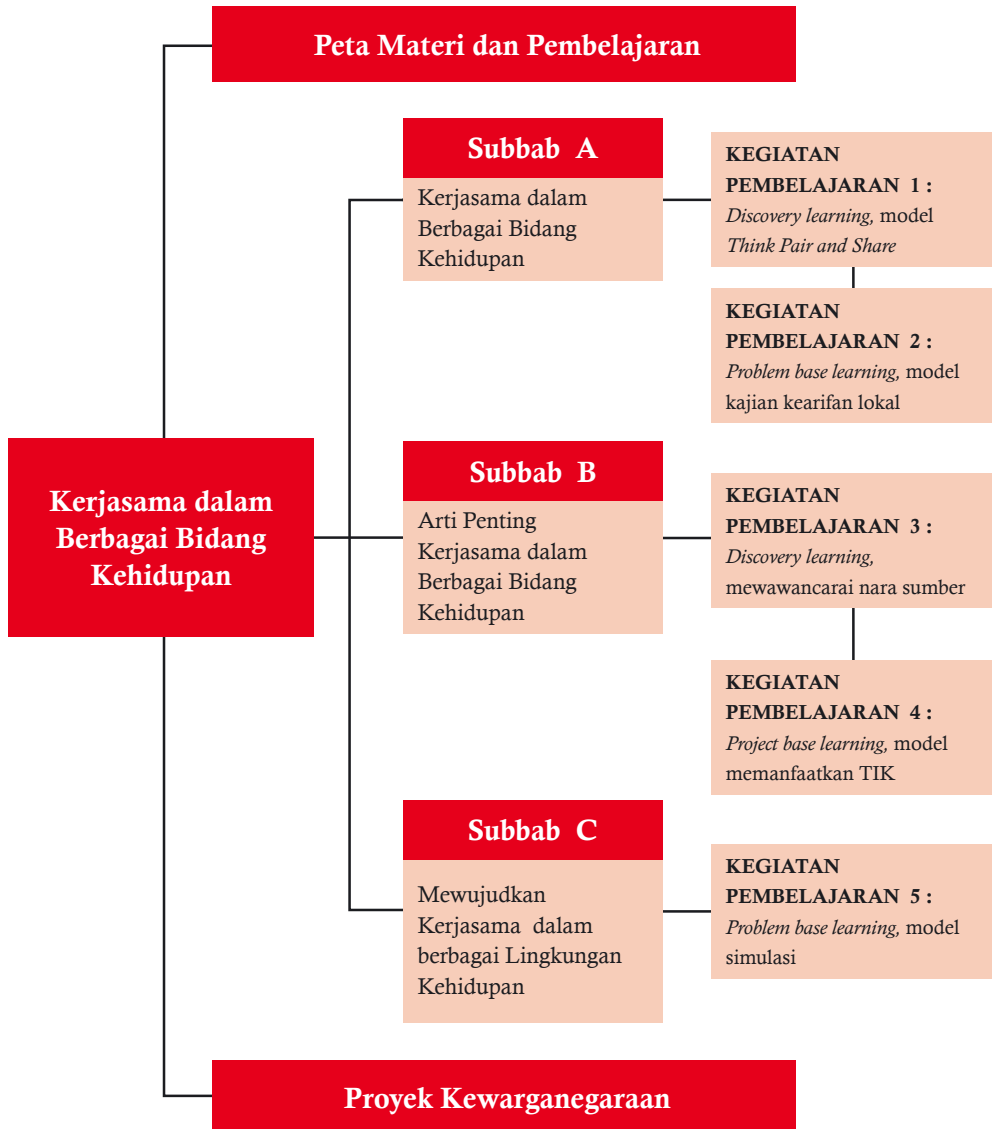 Peta Materi dan Pembelajaran
Subbab A
Kerjasama dalam
Berbagai Bidang
Kehidupan
KEGIATAN
PEMBELAJARAN 1 :
Discovery learning, model
Think Pair and Share
KEGIATAN
PEMBELAJARAN 2 :
Problem base learning, model
kajian kearifan lokal
Kerjasama dalam
Berbagai Bidang
Kehidupan
Subbab B
Arti Penting
Kerjasama dalam
Berbagai Bidang
Kehidupan
KEGIATAN
PEMBELAJARAN 3 :
Discovery learning,
mewawancarai nara sumber
KEGIATAN
PEMBELAJARAN 4 :
Project base learning, model
memanfaatkan TIK
Subbab C
Mewujudkan
Kerjasama dalam
berbagai Lingkungan
Kehidupan
KEGIATAN
PEMBELAJARAN 5 :
Problem base learning, model
simulasi
Proyek Kewarganegaraan